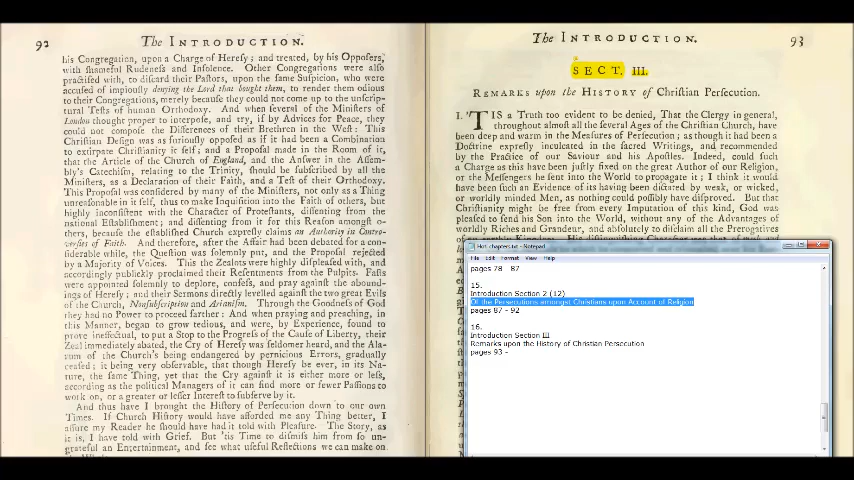 92
The INTRODUCTION.
his Congregation, upon a Charge of Heresy; and treated, by his Opposers,
with shameful Rudeness and Insolence. Other Congregations were also
practised with, to discard their Pastors, upon the same Suspicion, who were
accused of impiously denying the Lord that bought them, to render them odious
to their Congregations, merely because they could not come up to the unscrip-
tural Tests of human Orthodoxy. And when several of the Ministers of
London thought proper to interpose, and try, if by Advices for Peace, they
could not compose the Differences of their Brethren in the West: This
Christian Design was as furiously opposed as if it had been a Combination
to extirpate Christianity it self; and a Proposal made in the Room of it,
that the Article of the Church of England, and the Answer in the Assem-
bly's Catechism, relating to the Trinity, should be subscribed by all the
Ministers, as a Declaration of their Faith, and a Test of their Orthodoxy.
This Proposal was considered by many of the Ministers, not only as a Thing
unreasonable in it self, thus to make Inquisition into the Faith of others, but
highly inconsistent with the Character of Protestants, dissenting from the
national Establishment; and dissenting from it for this Reason amongst o-
thers, because the established Church expresly claims an Authority in Contro-
versies of Faith. And therefore, after the Affair had been debated for a con-
siderable while, the Question was solemnly put, and the Proposal rejected
by a Majority of Voices. This the Zealots were highly displeased with, and
accordingly publickly proclaimed their Resentments from the Pulpits. Fasts
were appointed solemnly to deplore, confess, and pray against the abound-
ings of Heresy; and their Sermons directly levelled against the two great Evils
of the Church, Nonsubscription and Arianism. Through the Goodness of God
they had no Power to proceed farther: And when praying and preaching, in
this Manner, began to grow tedious, and were, by Experience, found to
prove ineffectual, to put a Stop to the Progress of the Cause of Liberty, their
Zeal immediately abated, the Cry of Heresy was seldomer heard, and the Ala-
rum of the Church's being endangered by pernicious Errors, gradually
ceased; it being very observable, that though Heresy be ever, in its Na-
ture, the same Thing, yet that the Cry against it is either more or less,
according as the political Managers of it can find more or fewer Passions to
work on, or a greater or lesser Interest to subserve by it.
And thus have I brought the History of Persecution down to our own
Times. If Church History would have afforded me any Thing better, I
assure my Reader he should have had it told with Pleasure. The Story, as
it is, I have told with Grief. But 'tis Time to dismiss him from so un-
grateful an Entertainment, and see what useful Reflections we can make on
The INTRODUCTION.
93
SECT. III.
REMARKS upon the HISTORY of Christian Persecution.
I. 'TIS a Truth too evident to be denied, That the Clergy in general,
throughout almost all the several Ages of the Christian Church, have
been deep and warm in the Measures of Persecution; as though it had been a
Doctrine expresly inculcated in the sacred Writings, and recommended
by the Practice of our Saviour and his Apostles. Indeed, could such
a Charge as this have been justly fixed on the great Author of our Religion,
or the Messengers he sent into the World to propagate it; I think it would
have been such an Evidence of its having been dictated by weak, or wicked,
or worldly minded Men, as nothing could possibly have disproved. But that
Christianity might be free from every Imputation of this kind, God was
pleased to send his Son into the World, without any of the Advantages of
worldly Riches and Grandeur, and absolutely to disclaim all the Prerogatives
chapters.txt - Notepad
File Edit Format View Help
pages 78 - 87
15.
Introduction Section 2 (12)
Of the Persecutions amongst Christians upon Account of Religion
pages 87 - 92
16.
Introduction Section III
Remarks upon the History of Christian Persecution
pages 93 -